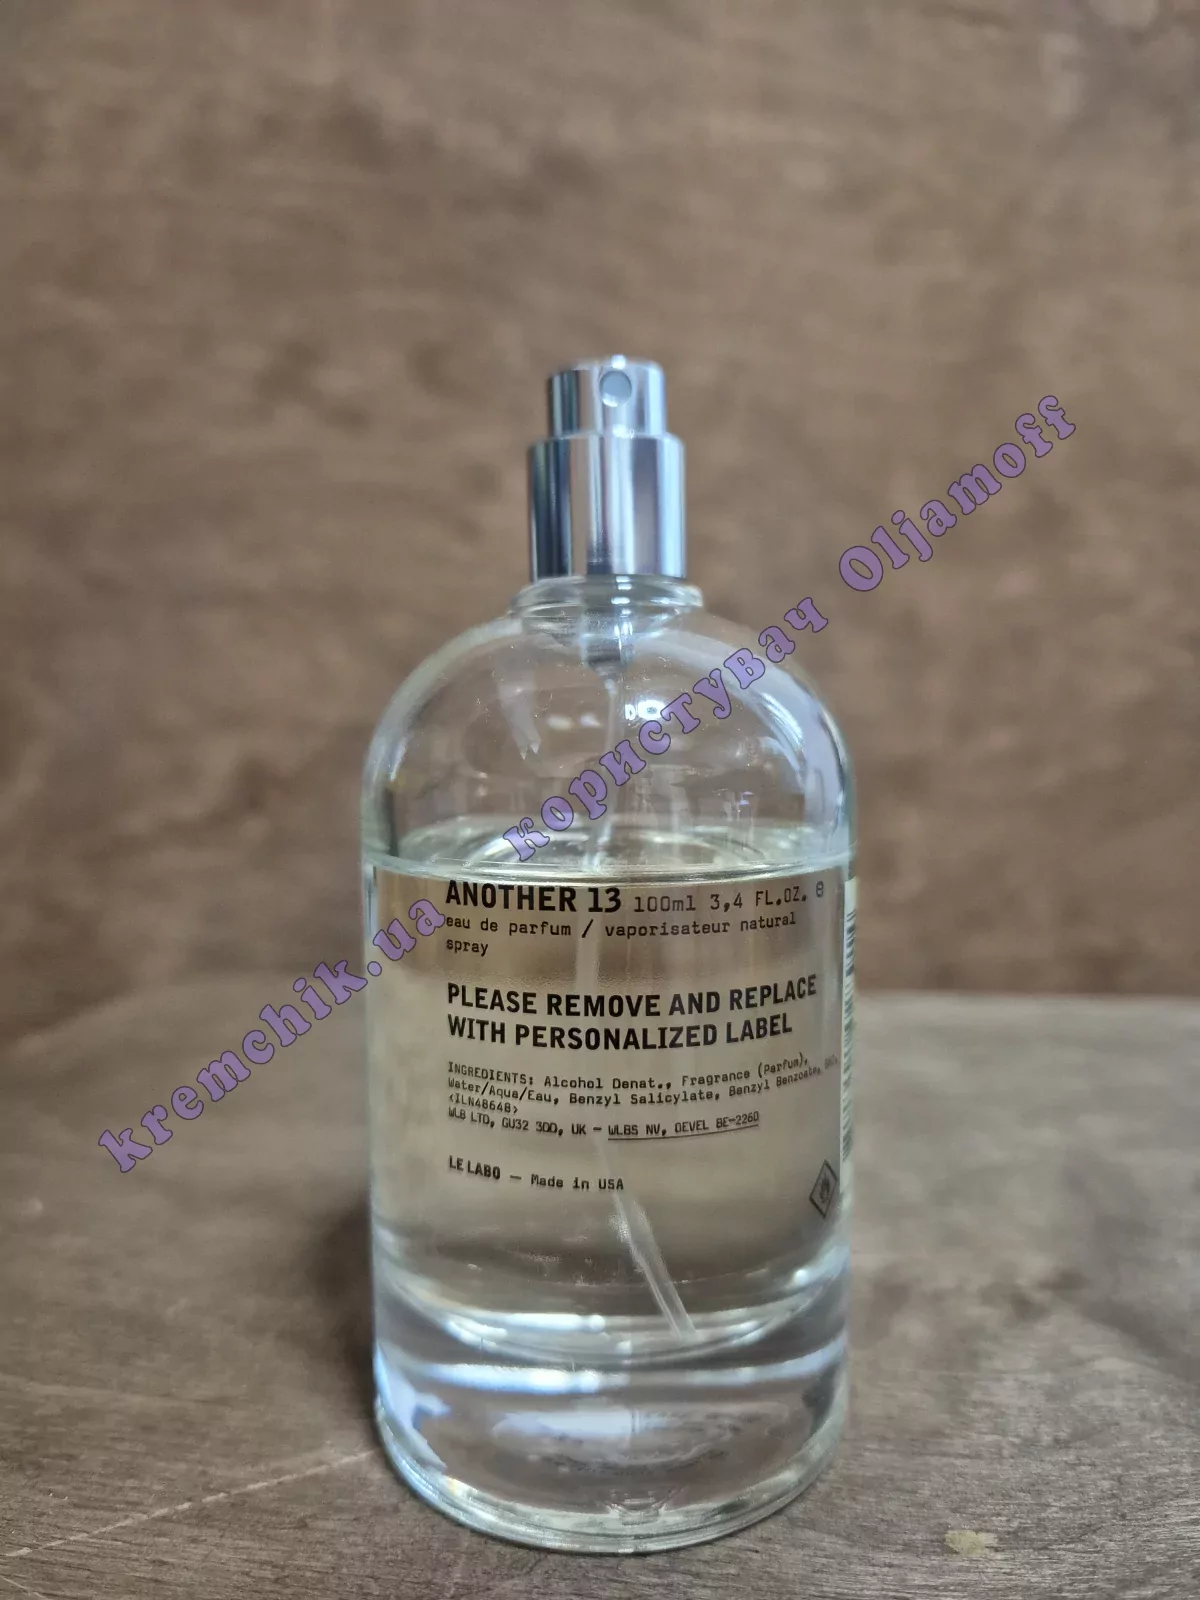 ANOTHER 13 100ml 3,4 FL.OZ. e
eau de parfum / vaporisateur natural
spray
PLEASE REMOVE AND REPLACE
WITH PERSONALIZED LABEL
INGREDIENTS: Alcohol Denat., Fragrance (Parfum),
Water/Aqua/Eau, Benzyl Salicylate, Benzyl Benzoate,
<ILN48648>
WLB LTD, GU32 3QD, UK – WLBS NV, OEVEL BE-2260
LE LABO — Made in USA
kremchik.ua користувач Oljamoff